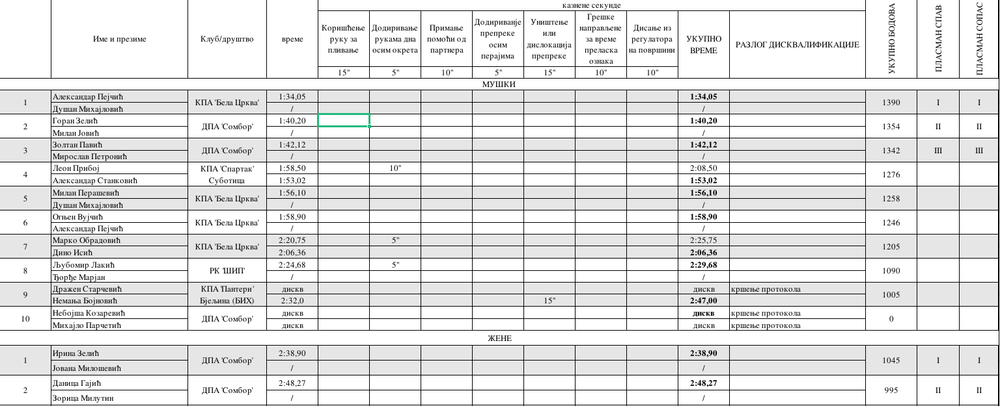 казнене секунде
Име и презиме
Клуб/друштво
време
Коришћење
руку за
пливање
Додиривање
рукама дна
осим окрета
Примање
помоћи од
партнера
Додиривање
препреке
осим
перајима
Уништење
или
дислокација
препреке
Грешке
направљене
за време
преласка
ознака
Дисање из
регулатора
на површини
УКУПНО
ВРЕМЕ
РАЗЛОГ ДИСКВАЛИФИКАЦИЈЕ
УКУПНО БОДОВА
ПЛАСМАН СПАВ
ПЛАСМАН СОПАС
15" 5" 10" 5" 15" 10" 10"
МУШКИ
1 Александар Пејчић КПА 'Бела Црква' 1:34,05 1:34,05 1390 I I
Душан Михајловић / /
2 Горан Зелић ДПА 'Сомбор' 1:40,20 1:40,20 1354 II II
Милан Јовић / /
3 Золтан Павић ДПА 'Сомбор' 1:42,12 1:42,12 1342 III III
Мирослав Петронић / /
4 Леон Прибој КПА 'Спартак' 1:58,50 10" 2:08,50 1276
Александар Станковић Суботица 1:53,02 1:53,02
5 Милан Перашевић КПА 'Бела Црква' 1:56,10 1:56,10 1258
Душан Михајловић / /
6 Огњен Вујчић КПА 'Бела Црква' 1:58,90 1:58,90 1246
Александар Пејчић / /
7 Марко Обрадовић КПА 'Бела Црква' 2:20,75 5" 2:25,75 1205
Дино Исић 2:06,36 2:06,36
8 Љубомир Лакић РК 'ШИП' 2:24,68 5" 2:29,68 1090
Ђорђе Марјан / /
9 Дражен Старчевић КПА 'Пантери' дискв дискв кршење протокола 1005
Немања Бојновић Бјељина (БИХ) 2:32,0 15" 2:47,00
10 Небојша Козаревић ДПА 'Сомбор' дискв дискв кршење протокола 0
Михајло Парчетић дискв дискв кршење протокола
ЖЕНЕ
1 Ирина Зелић ДПА 'Сомбор' 2:38,90 2:38,90 1045 I I
Јована Милошевић / /
2 Даница Гајић ДПА 'Сомбор' 2:48,27 2:48,27 995 II II
Зорица Милутин / /